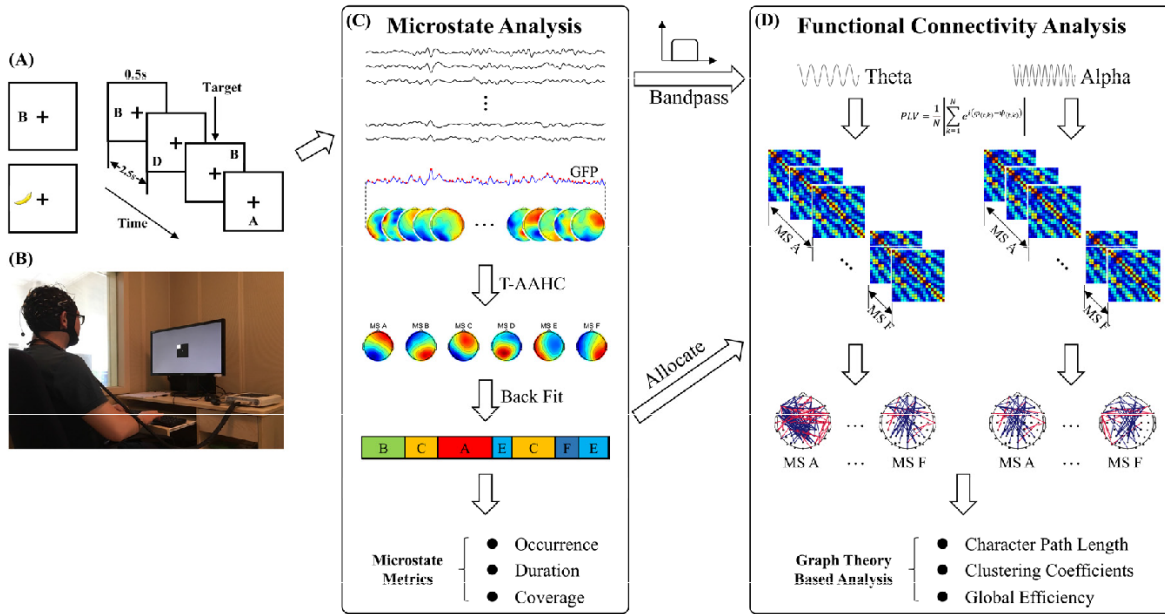 (A)
B +
+
0.5s
Target
B +
D +
B
+
+
A
2.5s
Time
(B)
(C)
Microstate Analysis
GFP
T-AAHC
MS A MS B MS C MS D MS E MS F
Back Fit
B C A E C F E
Microstate
Metrics
● Occurrence
● Duration
● Coverage
Bandpass
Allocate
(D)
Functional Connectivity Analysis
Theta
Alpha
MS A
...
MS F
MS A
...
MS F
MS A ... MS F
MS A ... MS F
Graph Theory
Based Analysis
● Character Path Length
● Clustering Coefficients
● Global Efficiency